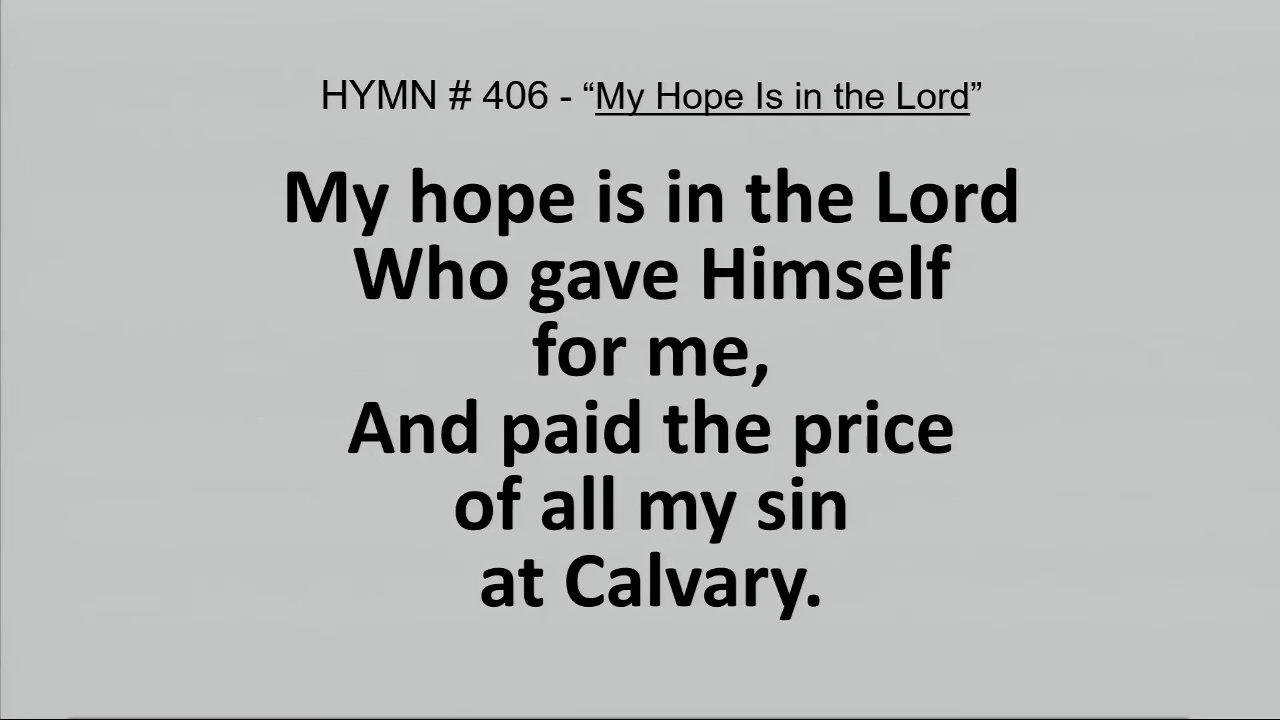 HYMN # 406 - “My Hope Is in the Lord”
My hope is in the Lord
Who gave Himself
for me,
And paid the price
of all my sin
at Calvary.